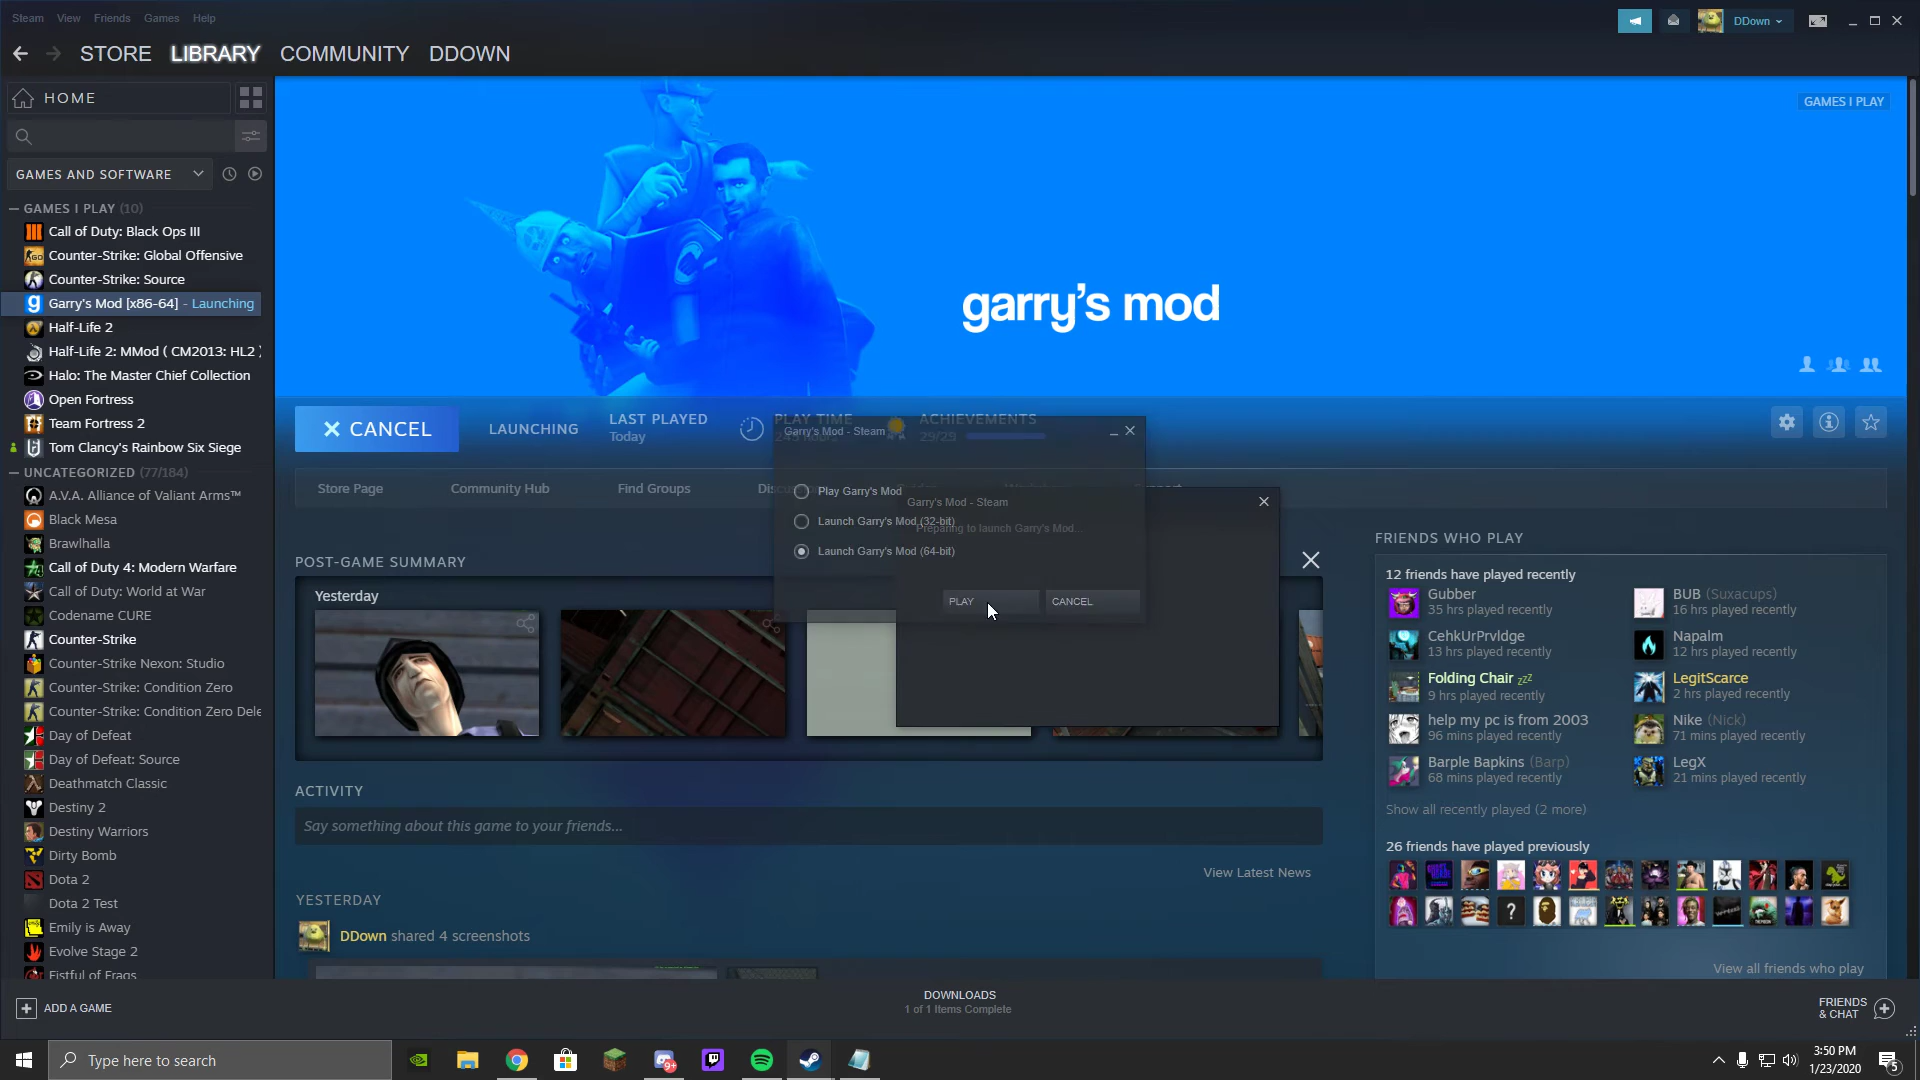 Steam View Friends Games Help
DDown
STORE LIBRARY COMMUNITY DDOWN
HOME
GAMES I PLAY
GAMES AND SOFTWARE
GAMES I PLAY (10)
Call of Duty: Black Ops III
Counter-Strike: Global Offensive
Counter-Strike: Source
Garry's Mod [x86-64] - Launching
Half-Life 2
Half-Life 2: MMod ( CM2013: HL2 )
Halo: The Master Chief Collection
Open Fortress
Team Fortress 2
Tom Clancy's Rainbow Six Siege
UNCATEGORIZED (77/184)
A.V.A. Alliance of Valiant Arms™
Black Mesa
Brawlhalla
Call of Duty 4: Modern Warfare
Call of Duty: World at War
Codename CURE
Counter-Strike
Counter-Strike Nexon: Studio
Counter-Strike: Condition Zero
Counter-Strike: Condition Zero Dele
Day of Defeat
Day of Defeat: Source
Deathmatch Classic
Destiny 2
Destiny Warriors
Dirty Bomb
Dota 2
Dota 2 Test
Emily is Away
Evolve Stage 2
Fistful of Frags
garry's mod
CANCEL
LAUNCHING
LAST PLAYED
Today
PLAY TIME
ACHIEVEMENTS
29/29
Store Page Community Hub Find Groups
Support
Garry's Mod - Steam
Play Garry's Mod
Launch Garry's Mod (32-bit)
Launch Garry's Mod (64-bit)
PLAY CANCEL
Garry's Mod - Steam
Preparing to launch Garry's Mod...
POST-GAME SUMMARY
Yesterday
ACTIVITY
Say something about this game to your friends...
View Latest News
YESTERDAY
DDown shared 4 screenshots
FRIENDS WHO PLAY
12 friends have played recently
Gubber
35 hrs played recently
BUB (Suxacups)
16 hrs played recently
CehkUrPrvldge
13 hrs played recently
Napalm
12 hrs played recently
Folding Chair zzz
9 hrs played recently
LegitScarce
2 hrs played recently
help my pc is from 2003
96 mins played recently
Nike (Nick)
71 mins played recently
Barple Bapkins (Barp)
68 mins played recently
LegX
21 mins played recently
Show all recently played (2 more)
26 friends have played previously
View all friends who play
ADD A GAME
DOWNLOADS
1 of 1 Items Complete
FRIENDS
& CHAT
Type here to search
9+
3:50 PM
1/23/2020
5